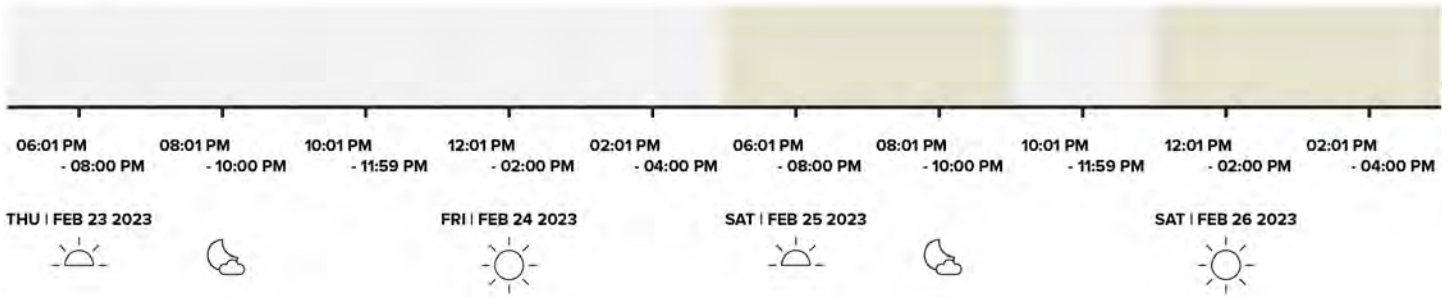 06:01 PM
- 08:00 PM
08:01 PM
- 10:00 PM
10:01 PM
- 11:59 PM
12:01 PM
- 02:00 PM
02:01 PM
- 04:00 PM
06:01 PM
- 08:00 PM
08:01 PM
- 10:00 PM
10:01 PM
- 11:59 PM
12:01 PM
- 02:00 PM
02:01 PM
- 04:00 PM
THU | FEB 23 2023
FRI | FEB 24 2023
SAT | FEB 25 2023
SAT | FEB 26 2023